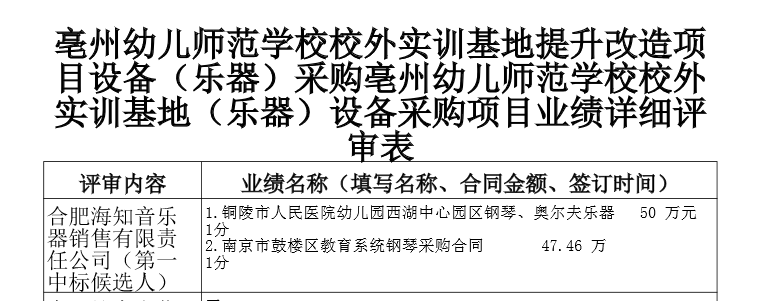 亳州幼儿师范学校校外实训基地提升改造项
目设备（乐器）采购亳州幼儿师范学校校外
实训基地（乐器）设备采购项目业绩详细评
审表
评审内容 业绩名称（填写名称、合同金额、签订时间）
合肥海知音乐
器销售有限责
任公司（第一
中标候选人）
1.铜陵市人民医院幼儿园西湖中心园区钢琴、奥尔夫乐器 50 万元
1分
2.南京市鼓楼区教育系统钢琴采购合同 47.46 万
1分